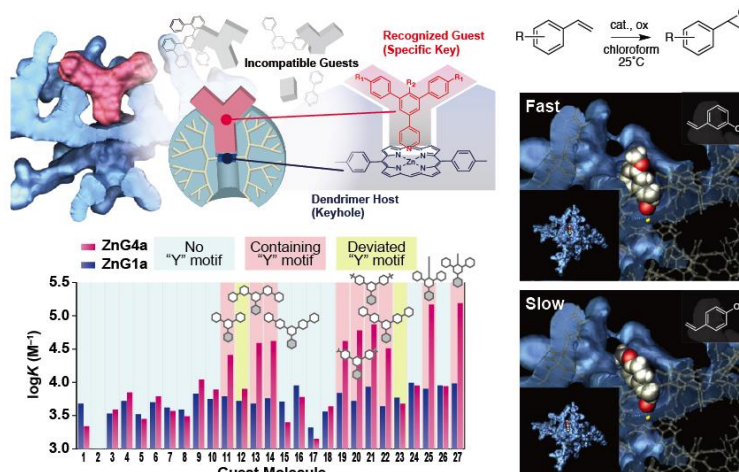 Incompatible Guests
Recognized Guest
(Specific Key)
R1
R2
R1
N
N
N
Zn
N
N
Dendrimer Host
(Keyhole)
R
cat., ox
chloroform
25°C
R
Fast
Slow
ZnG4a
ZnG1a
No
"Y" motif
Containing
"Y" motif
Deviated
"Y" motif
logK (M⁻¹)
5.5
5.0
4.5
4.0
3.5
3.0
1 2 3 4 5 6 7 8 9 10 11 12 13 14 15 16 17 18 19 20 21 22 23 24 25 26 27
Guest Molecule